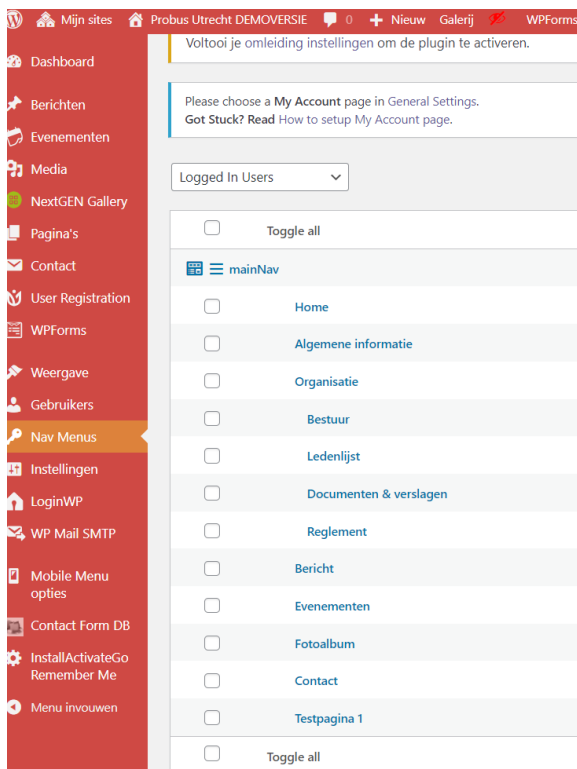 Mijn sites Probus Utrecht DEMOVERSIE 0 Nieuw Galerij WPForms
Dashboard
Berichten
Evenementen
Media
NextGEN Gallery
Pagina's
Contact
User Registration
WPForms
Weergave
Gebruikers
Nav Menus
Instellingen
LoginWP
WP Mail SMTP
Mobile Menu
opties
Contact Form DB
InstallActivateGo
Remember Me
Menu invouwen
Voltooi je omleiding instellingen om de plugin te activeren.
Please choose a My Account page in General Settings.
Got Stuck? Read How to setup My Account page.
Logged In Users
Toggle all
mainNav
Home
Algemene informatie
Organisatie
Bestuur
Ledenlijst
Documenten & verslagen
Reglement
Bericht
Evenementen
Fotoalbum
Contact
Testpagina 1
Toggle all